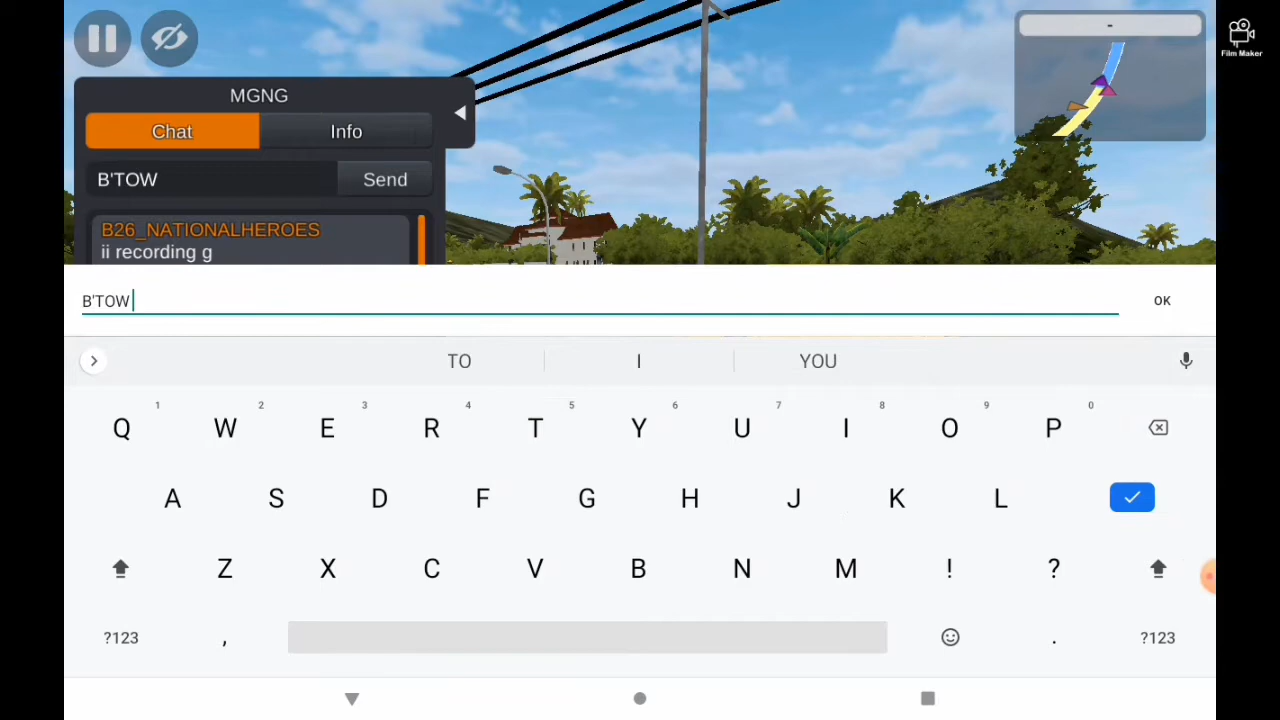 -
Film Maker
MGNG
Chat Info
B'TOW Send
B26_NATIONALHEROES
ii recording g
B'TOW OK
TO I YOU
1 2 3 4 5 6 7 8 9 0
Q W E R T Y U I O P
A S D F G H J K L
Z X C V B N M ! ?
?123 , . ?123